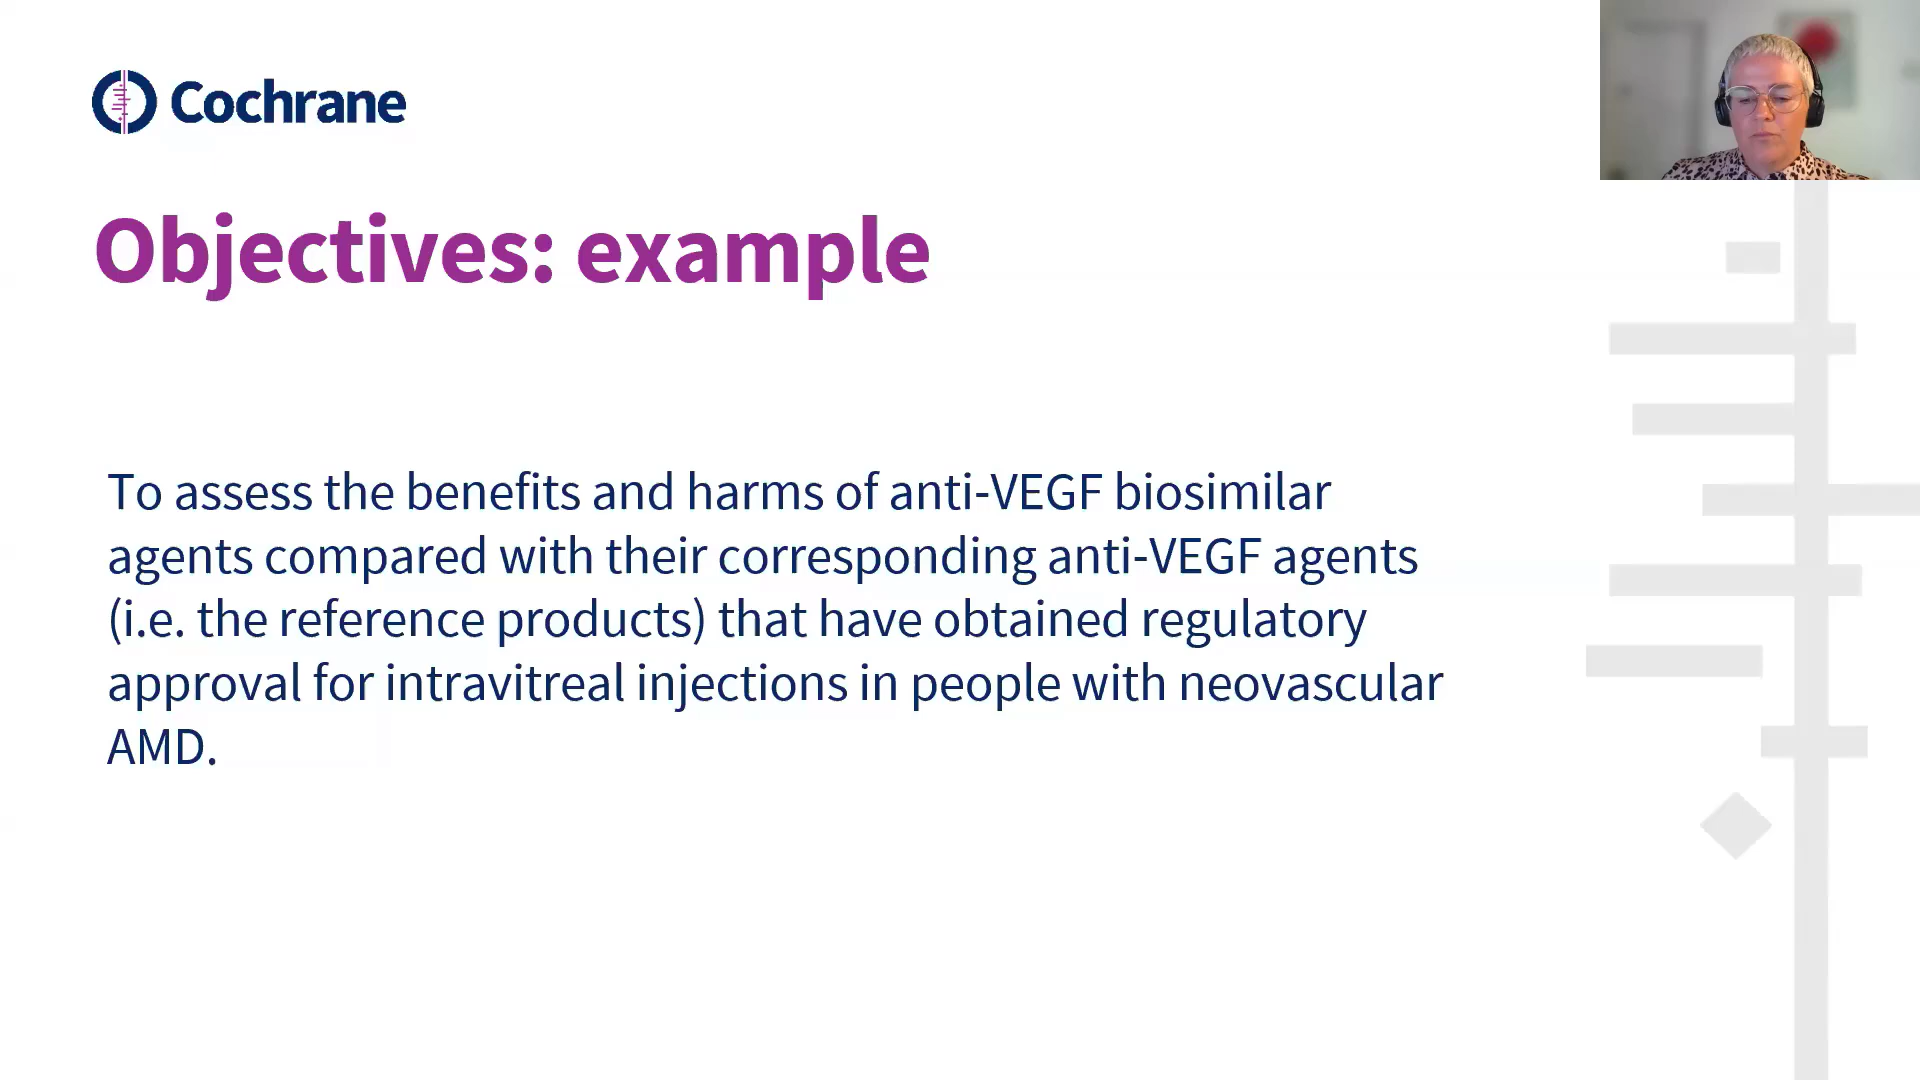 Cochrane
Objectives: example
To assess the benefits and harms of anti-VEGF biosimilar
agents compared with their corresponding anti-VEGF agents
(i.e. the reference products) that have obtained regulatory
approval for intravitreal injections in people with neovascular
AMD.